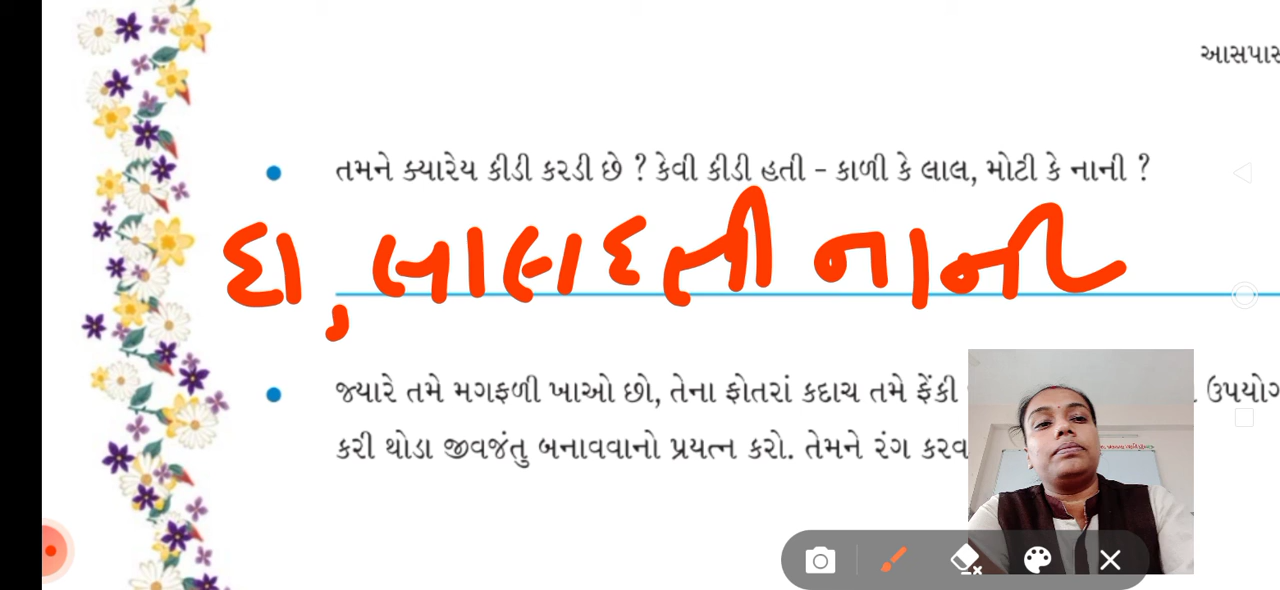 આસપાસ
તમને ક્યારેય કીડી કરડી છે ? કેવી કીડી હતી - કાળી કે લાલ, મોટી કે નાની ?
હા, લાલ હતી નાની
જ્યારે તમે મગફળી ખાઓ છો, તેના ફોતરાં કદાચ તમે ફેંકી ઉપયોગ
કરી થોડા જીવજંતુ બનાવવાનો પ્રયત્ન કરો. તેમને રંગ કરવ